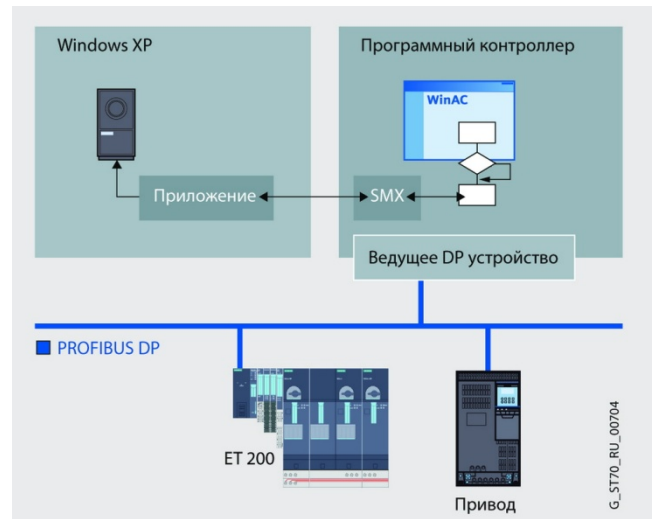 Windows XP
Программный контроллер
WinAC
Приложение
SMX
Ведущее DP устройство
PROFIBUS DP
ET 200
Привод
G_ST70_RU_00704